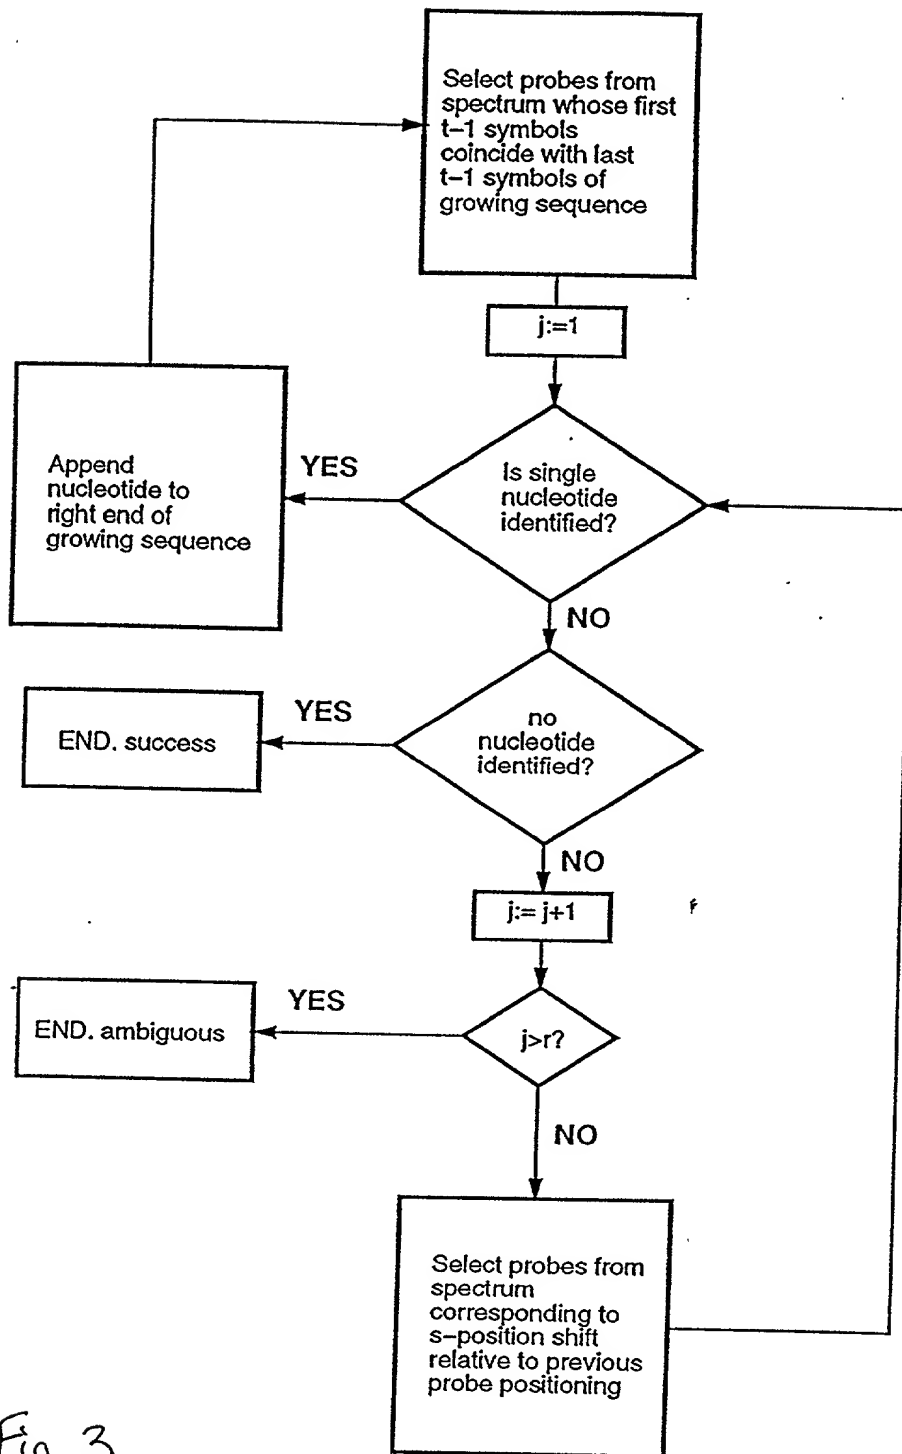 Select probes from
spectrum whose first
t–1 symbols
coincide with last
t–1 symbols of
growing sequence
j:=1
Is single
nucleotide
identified?
YES
Append
nucleotide to
right end of
growing sequence
NO
no
nucleotide
identified?
YES
END. success
NO
j:= j+1
j>r?
YES
END. ambiguous
NO
Select probes from
spectrum
corresponding to
s–position shift
relative to previous
probe positioning
Fig 3